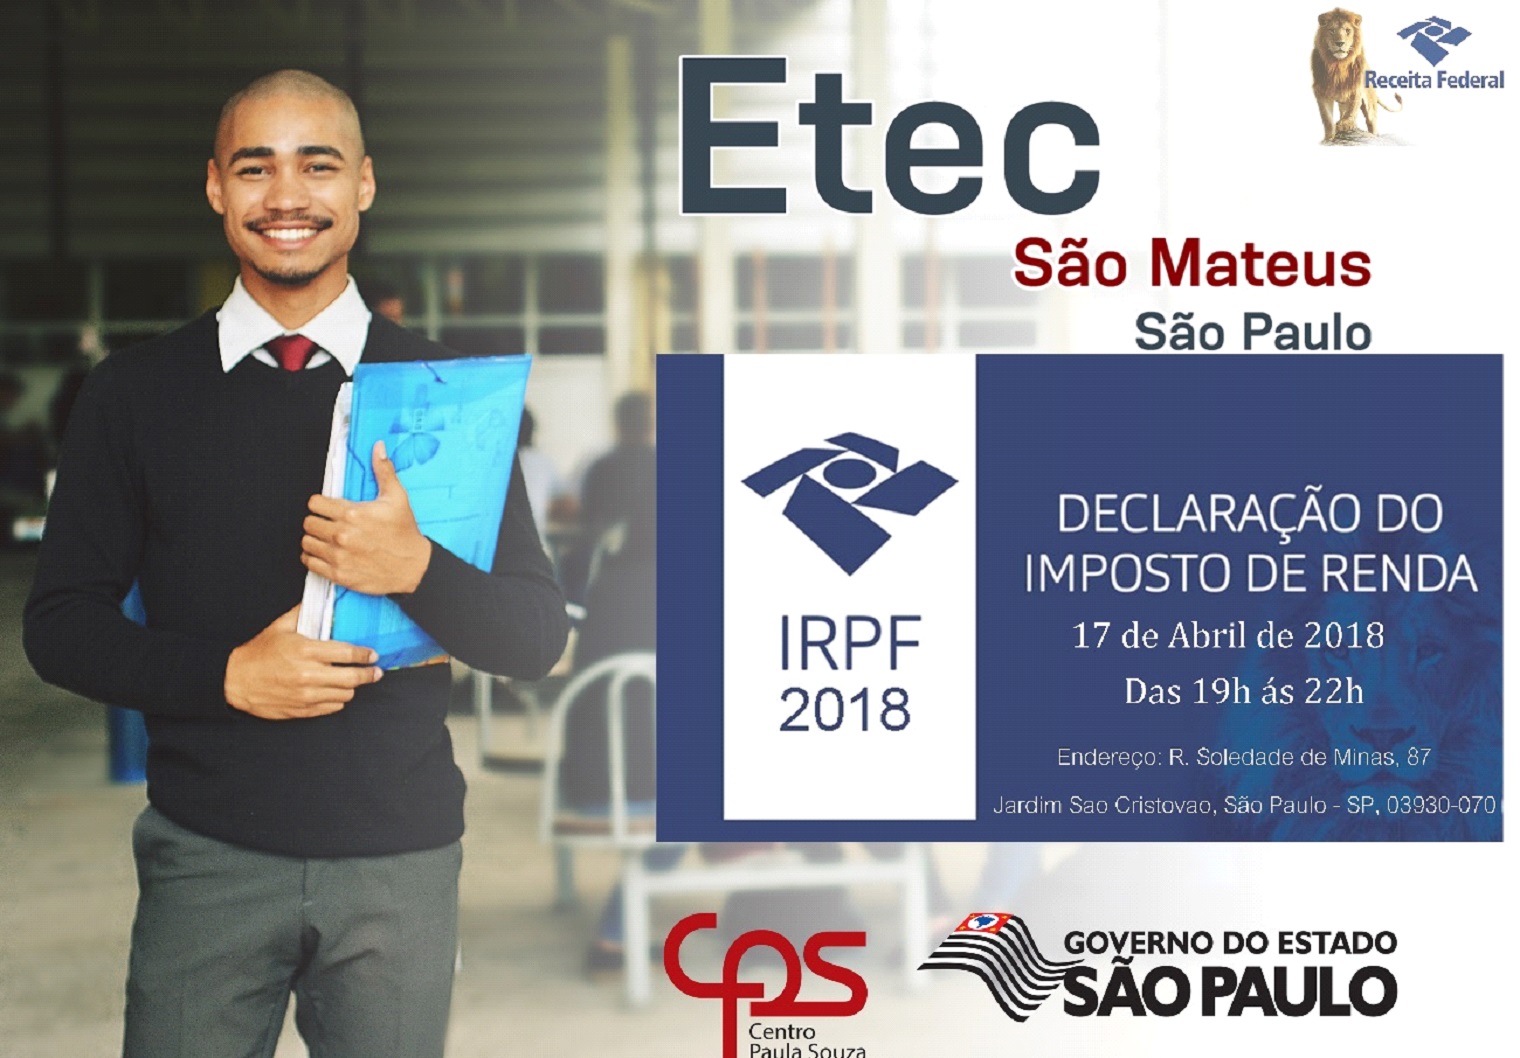 Etec
Receita Federal
São Mateus
São Paulo
IRPF
2018
DECLARAÇÃO DO
IMPOSTO DE RENDA
17 de Abril de 2018
Das 19h ás 22h
Endereço: R. Soledade de Minas, 87
Jardim Sao Cristovao, São Paulo - SP, 03930-070
cps
Centro
Paula Souza
GOVERNO DO ESTADO
SÃO PAULO